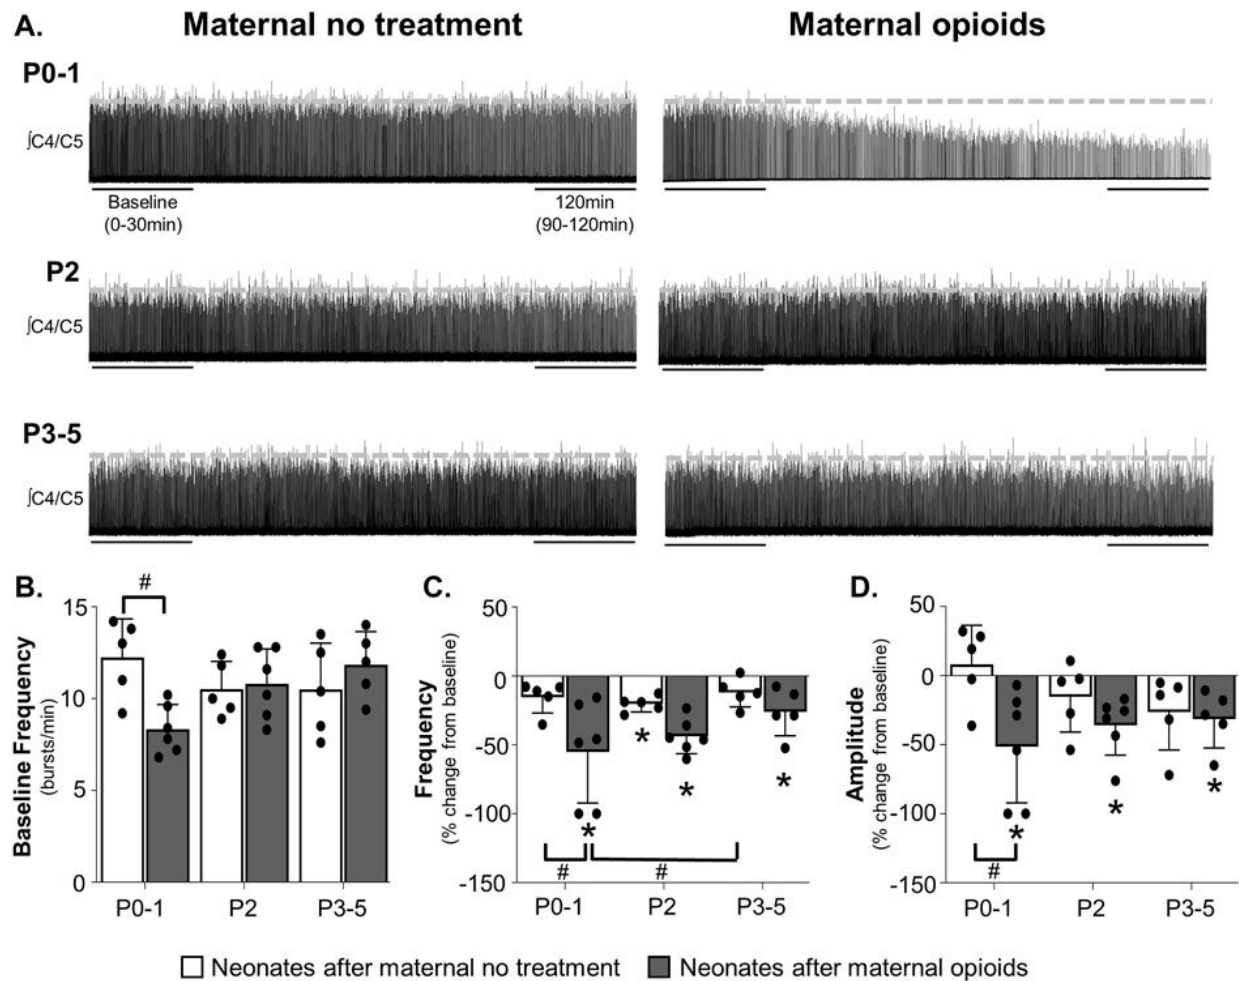 A.
Maternal no treatment
Maternal opioids
P0-1
∫C4/C5
Baseline
(0-30min)
120min
(90-120min)
P2
∫C4/C5
P3-5
∫C4/C5
B.
#
Baseline Frequency
(bursts/min)
15
10
5
0
P0-1
P2
P3-5
C.
Frequency
(% change from baseline)
50
0
-50
-100
-150
*
*
*
*
#
#
P0-1
P2
P3-5
D.
Amplitude
(% change from baseline)
50
0
-50
-100
-150
*
*
*
#
P0-1
P2
P3-5
Neonates after maternal no treatment
Neonates after maternal opioids